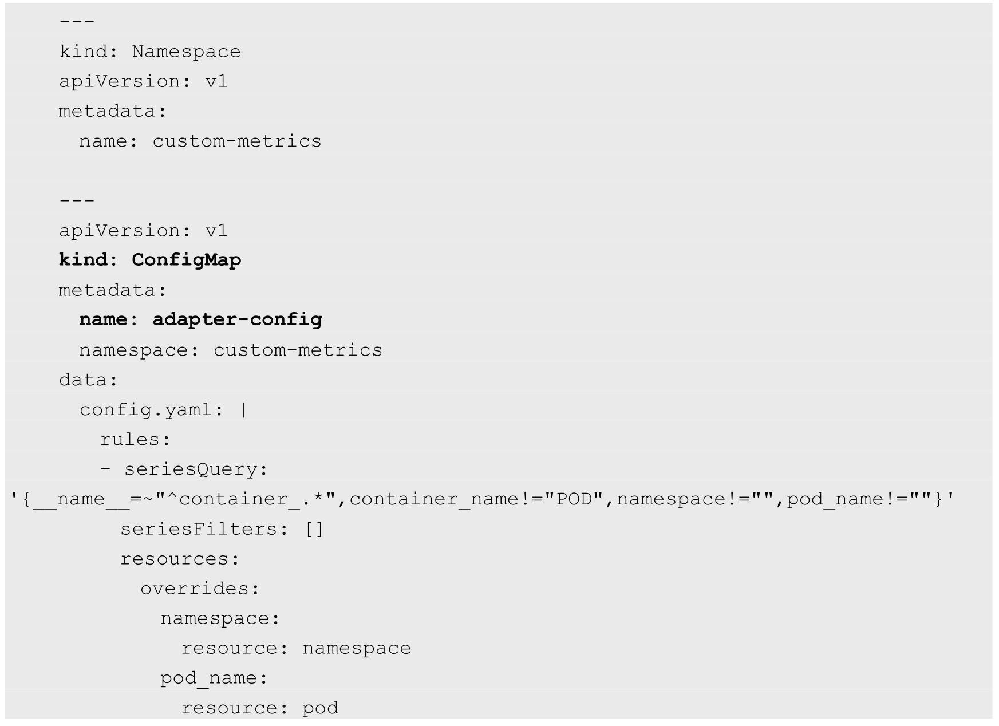 ---
kind: Namespace
apiVersion: v1
metadata:
  name: custom-metrics

---
apiVersion: v1
kind: ConfigMap
metadata:
  name: adapter-config
  namespace: custom-metrics
data:
  config.yaml: |
    rules:
    - seriesQuery:
'{__name__=~"^container_.*",container_name!="POD",namespace!="",pod_name!=""}'
      seriesFilters: []
      resources:
        overrides:
          namespace:
            resource: namespace
          pod_name:
            resource: pod